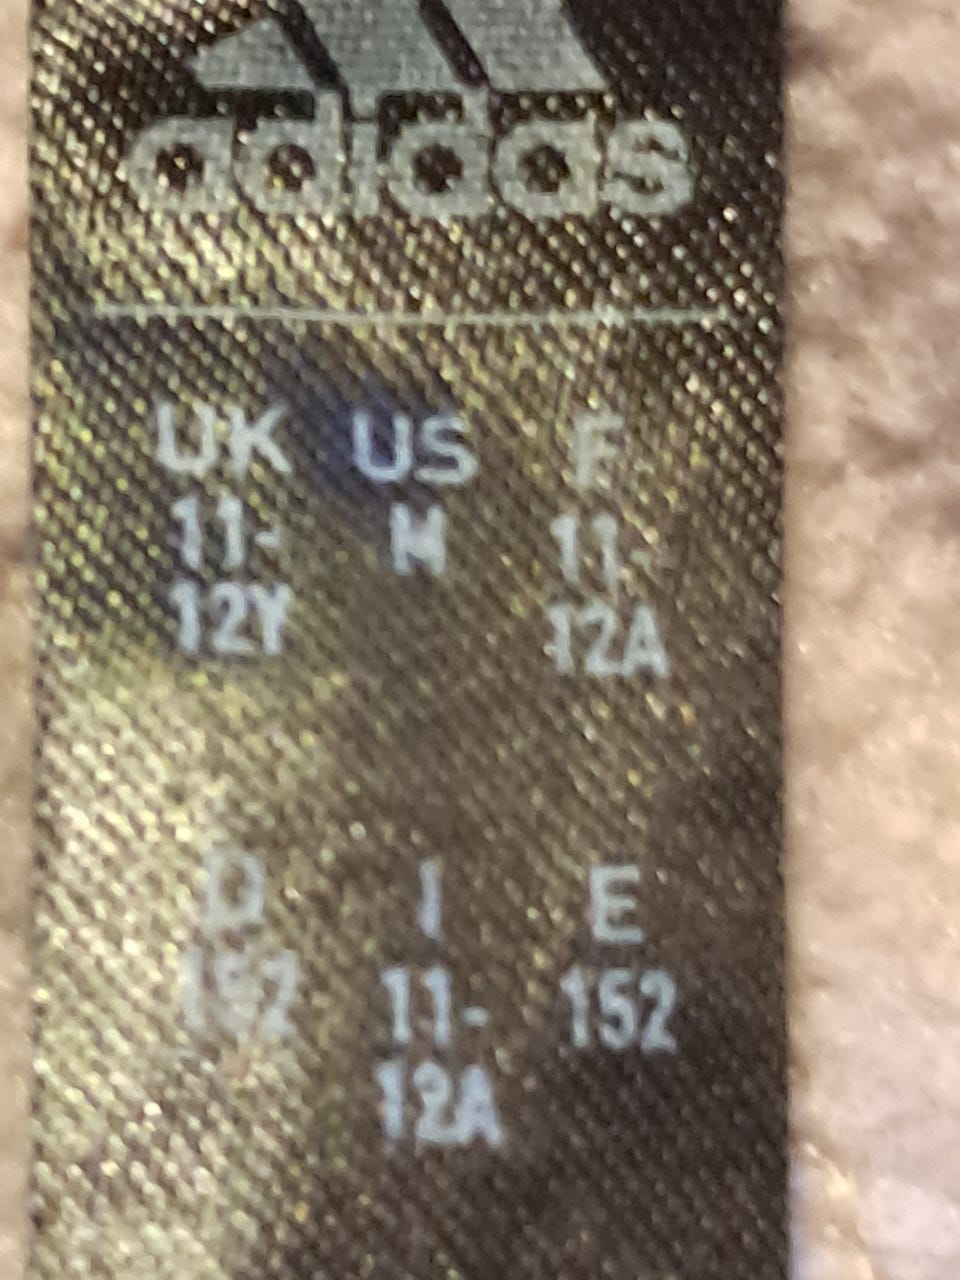 adidas
UK US F
11- M 11-
12Y 12A
D I E
152 11- 152
12A